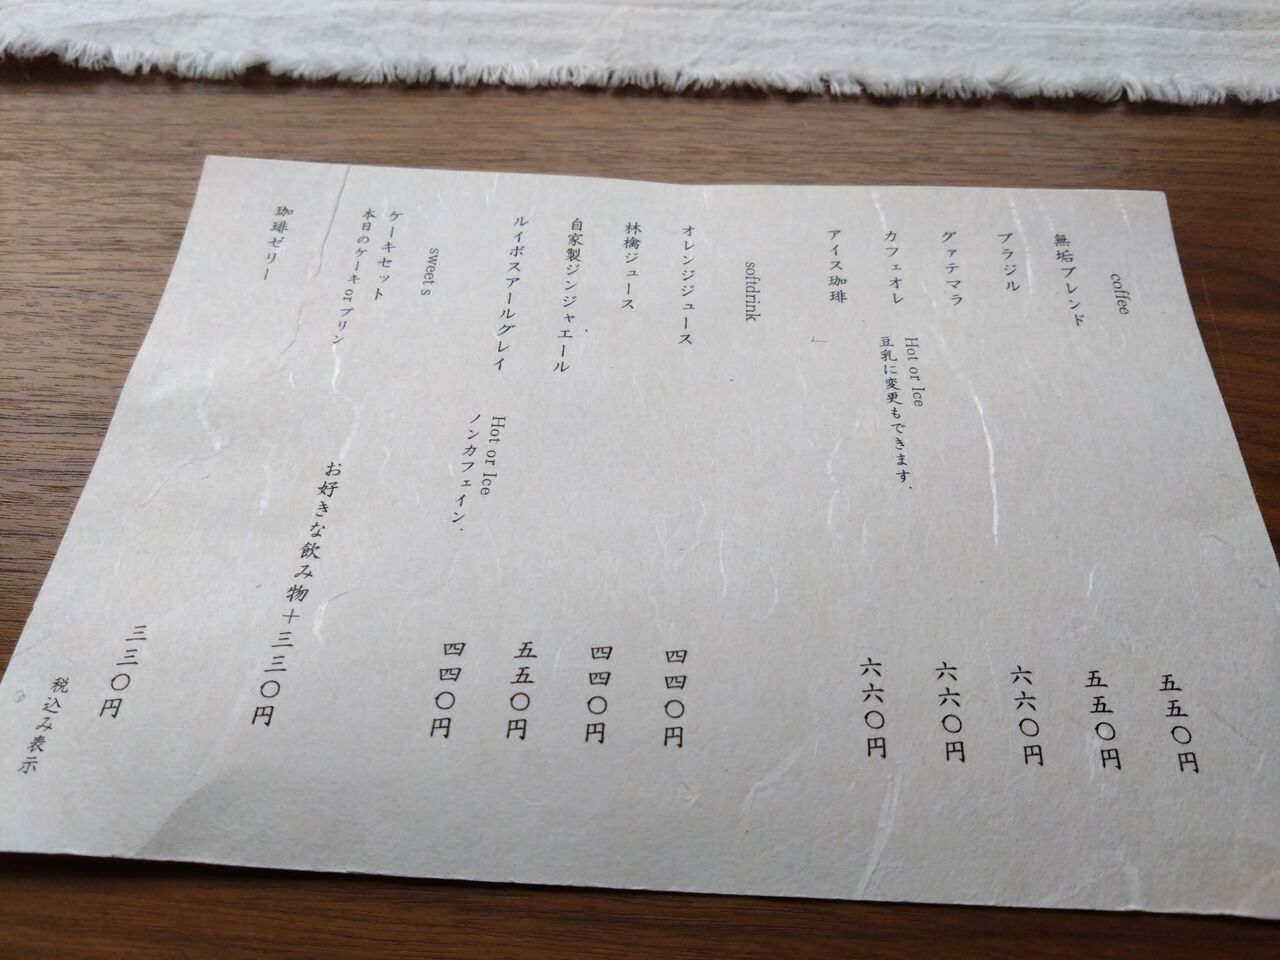 coffee
無垢ブレンド 五五〇円
ブラジル 五五〇円
グァテマラ 六六〇円
カフェオレ Hot or Ice 六六〇円
豆乳に変更もできます.
アイス珈琲 六六〇円
softdrink
オレンジジュース 四四〇円
林檎ジュース 四四〇円
自家製ジンジャエール 五五〇円
ルイボスアールグレイ Hot or Ice 四四〇円
ノンカフェイン.
sweets
ケーキセット お好きな飲み物+三三〇円
本日のケーキorプリン
珈琲ゼリー 三三〇円
税込み表示